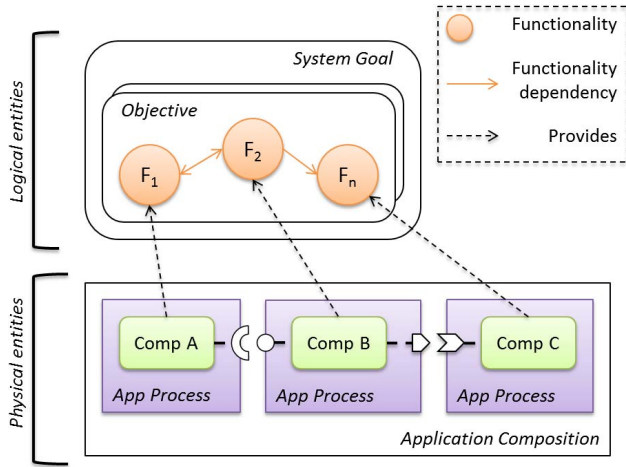 Logical entities
System Goal
Objective
F1
F2
Fn
Functionality
Functionality
dependency
Provides
Physical entities
Comp A
App Process
Comp B
App Process
Comp C
App Process
Application Composition